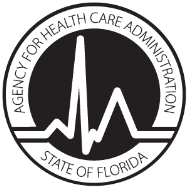 AGENCY FOR HEALTH CARE ADMINISTRATION
STATE OF FLORIDA